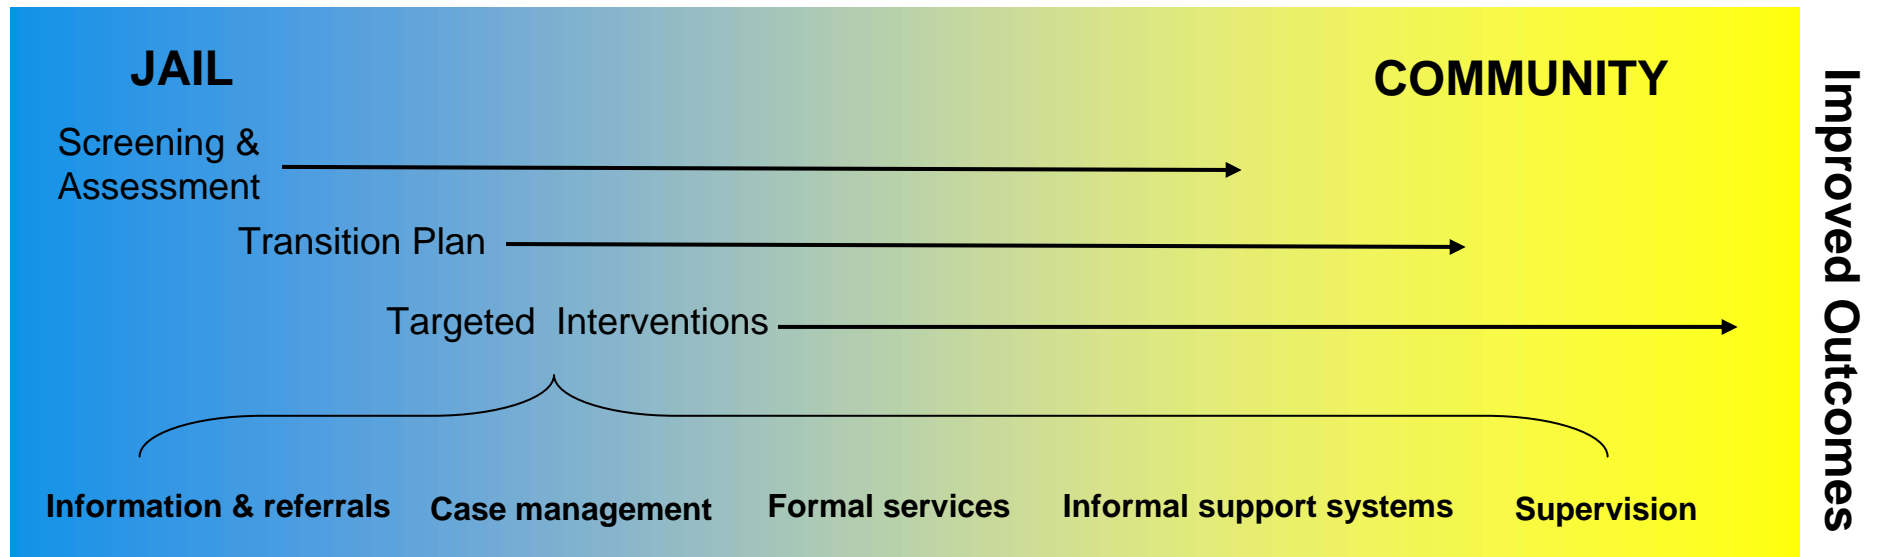 JAIL
COMMUNITY
Screening &
Assessment
Transition Plan
Targeted Interventions
Information & referrals
Case management
Formal services
Informal support systems
Supervision
Improved Outcomes